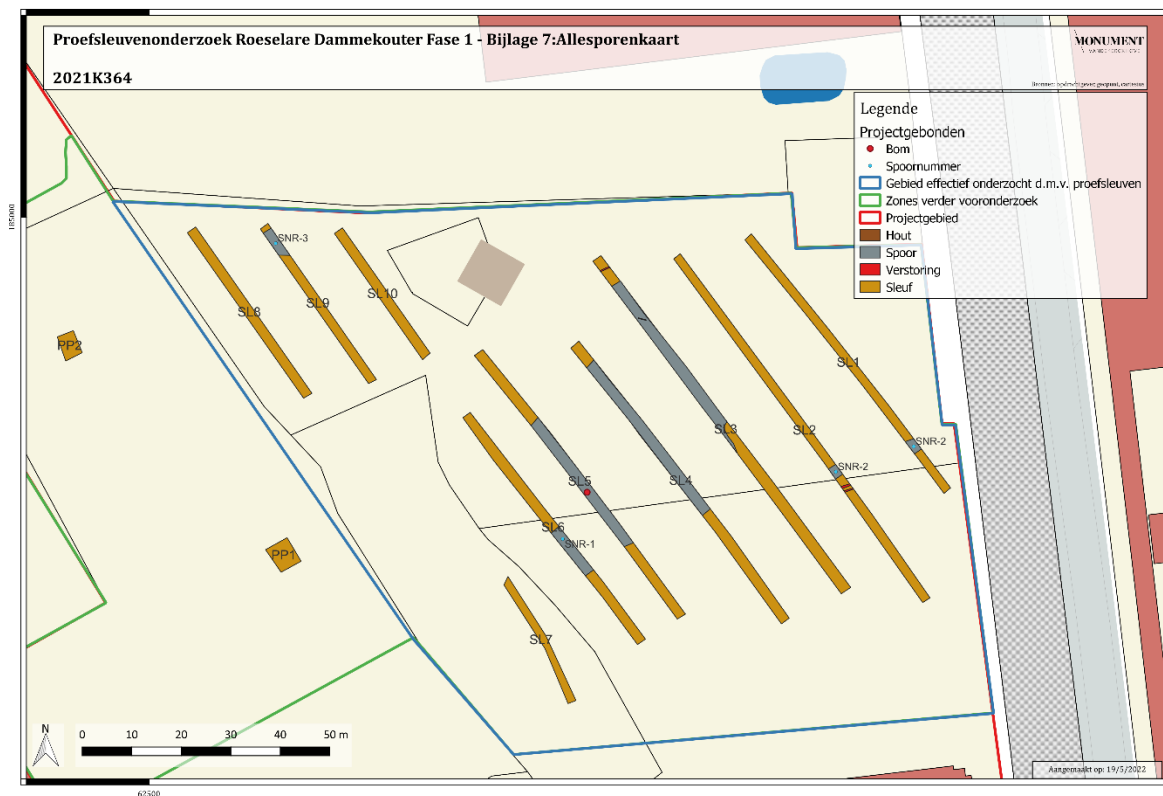 Proefsleuvenonderzoek Roeselare Dammekouter Fase 1 - Bijlage 7:Allesporenkaart
2021K364
MONUMENT
Legende
Projectgebonden
Bom
Spoornummer
Gebied effectief onderzocht d.m.v. proefsleuven
Zones verder vooronderzoek
Projectgebied
Hout
Spoor
Verstoring
Sleuf
185000
SNR-3
SL10
SL8
SL9
PP2
SL1
SL3
SL2
SNR-2
SNR-2
SL5
SL4
SL6
SNR-1
PP1
SL7
N
0 10 20 30 40 50 m
Aangemaakt op: 19/5/2022
62500